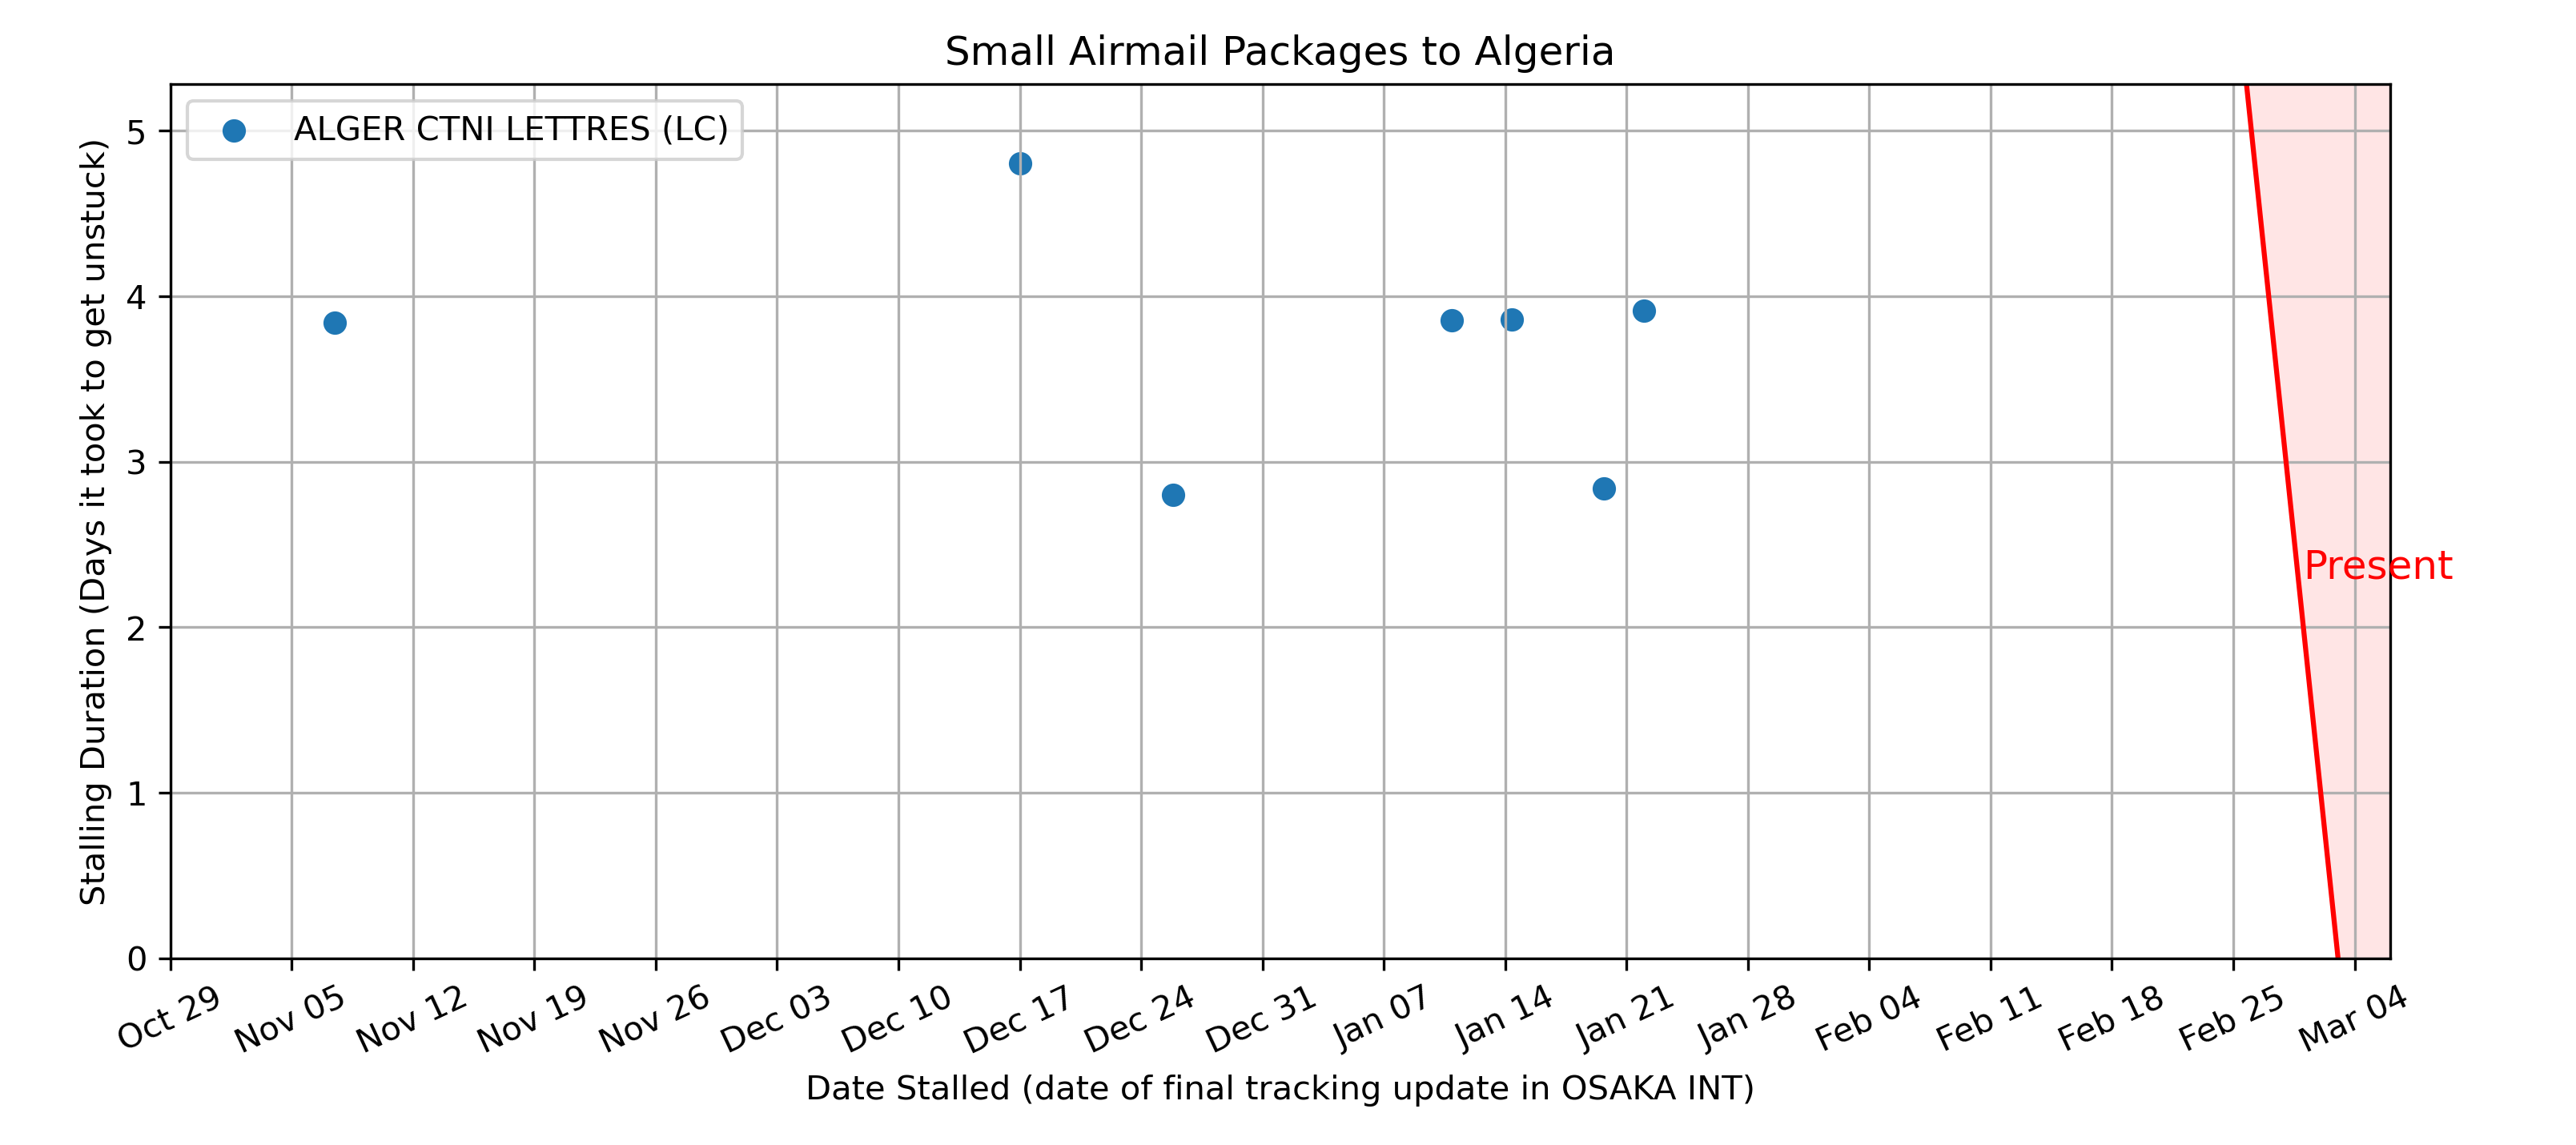 Small Airmail Packages to Algeria
ALGER CTNI LETTRES (LC)
Stalling Duration (Days it took to get unstuck)
5
4
3
2
1
0
Present
Oct 29
Nov 05
Nov 12
Nov 19
Nov 26
Dec 03
Dec 10
Dec 17
Dec 24
Dec 31
Jan 07
Jan 14
Jan 21
Jan 28
Feb 04
Feb 11
Feb 18
Feb 25
Mar 04
Date Stalled (date of final tracking update in OSAKA INT)